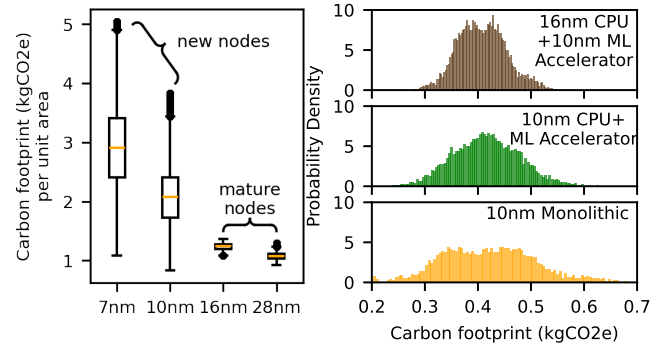 Carbon footprint (kgCO2e)
per unit area
5
4
3
2
1
new nodes
mature
nodes
7nm 10nm 16nm 28nm
Probability Density
10
5
0
16nm CPU
+10nm ML
Accelerator
10
5
0
10nm CPU+
ML Accelerator
10
5
0
10nm Monolithic
0.2 0.3 0.4 0.5 0.6 0.7
Carbon footprint (kgCO2e)